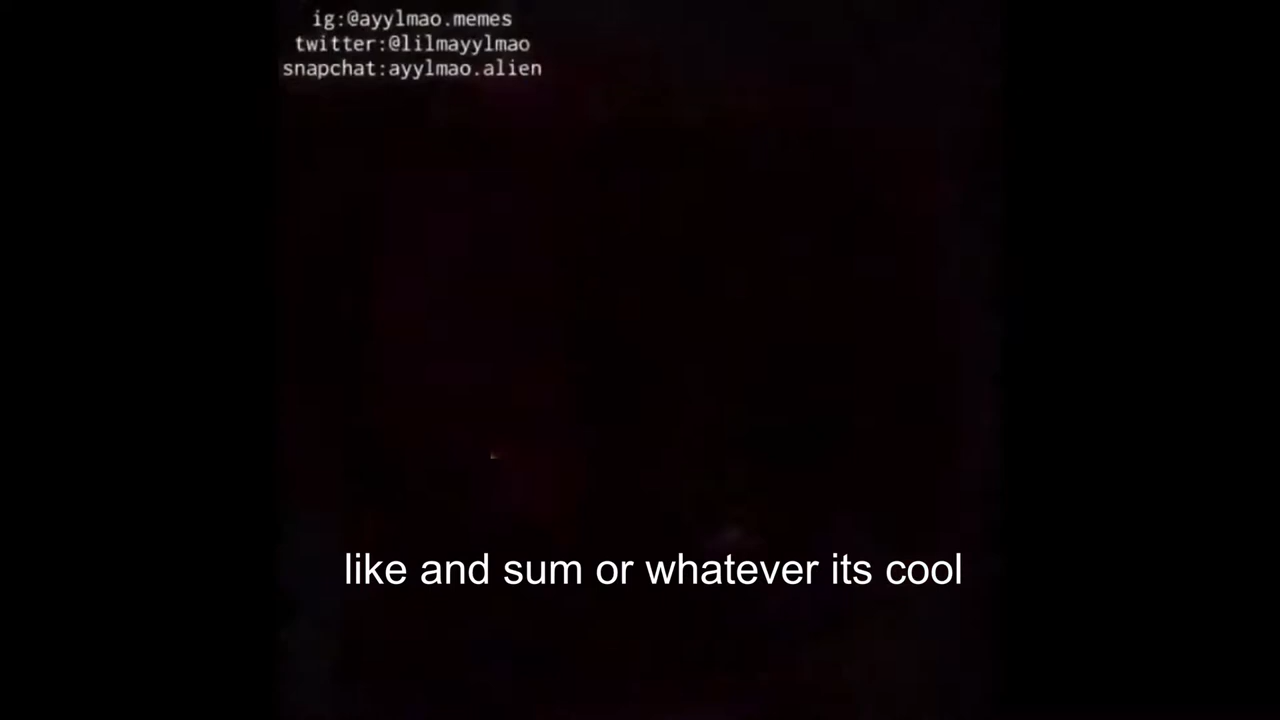 ig:@ayylmao.memes
twitter:@lilmayylmao
snapchat:ayylmao.alien
like and sum or whatever its cool